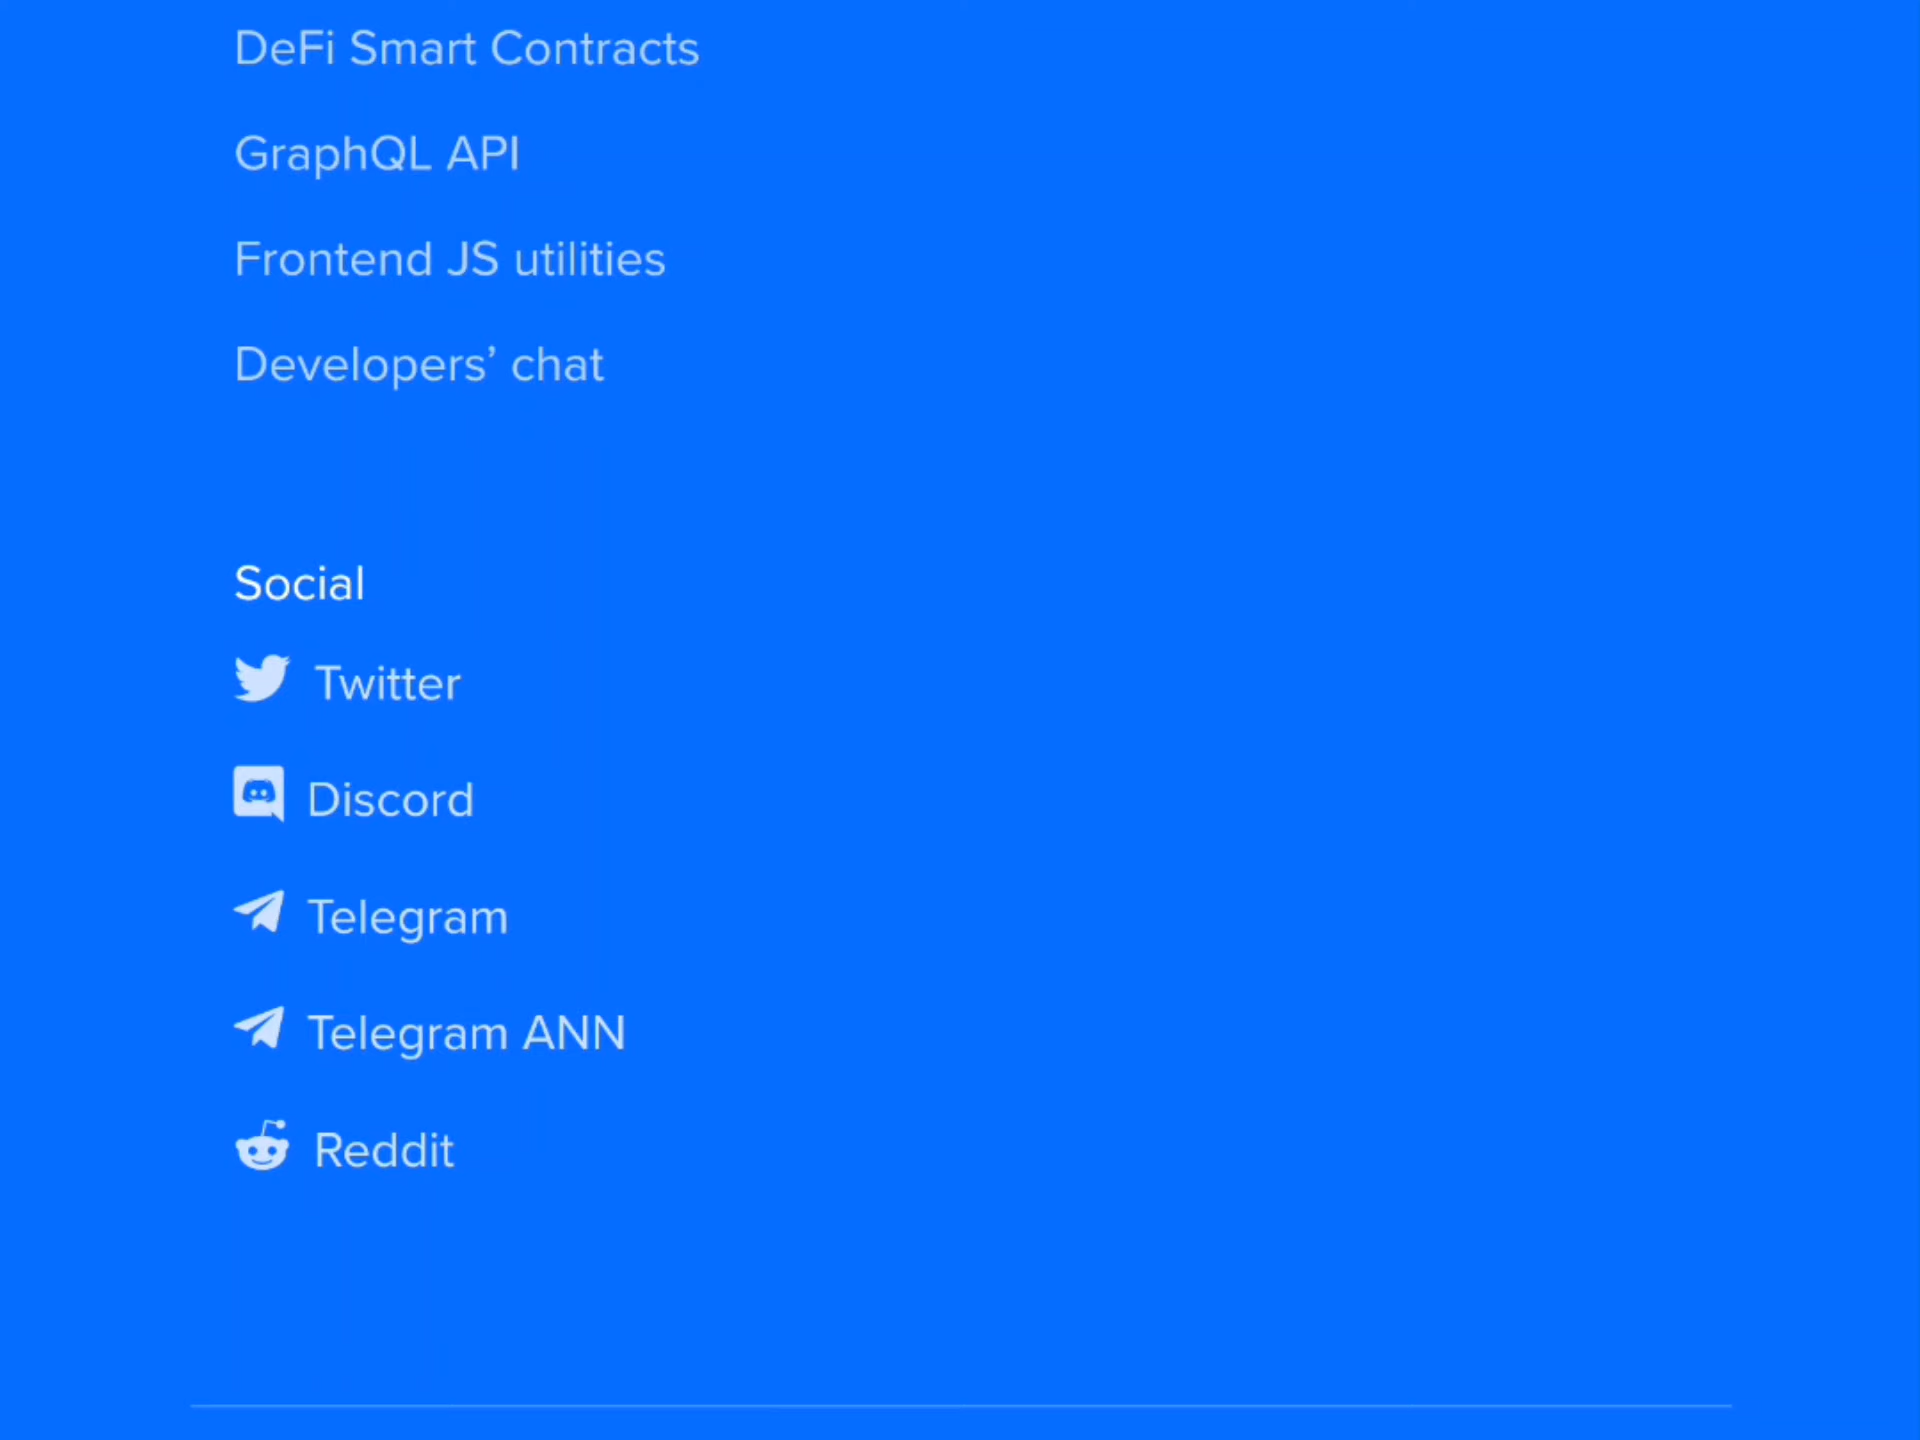 DeFi Smart Contracts
GraphQL API
Frontend JS utilities
Developers’ chat
Social
Twitter
Discord
Telegram
Telegram ANN
Reddit